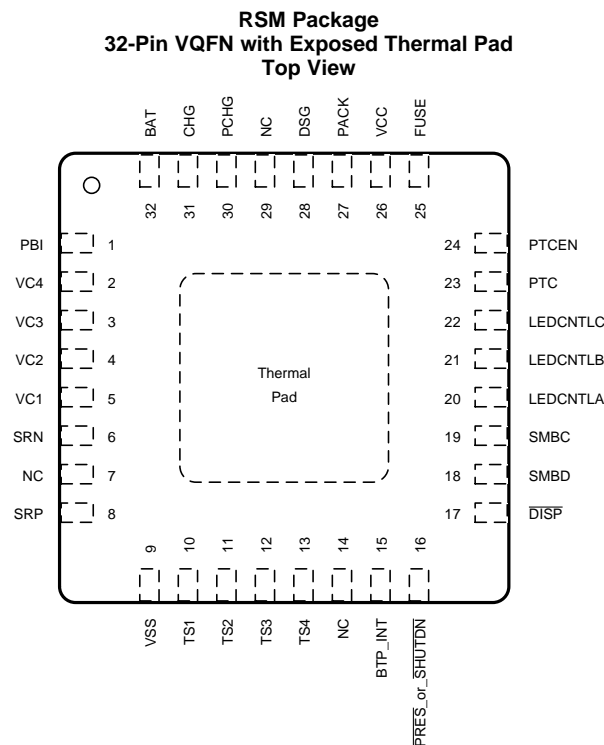 RSM Package
32-Pin VQFN with Exposed Thermal Pad
Top View
BAT
CHG
PCHG
NC
DSG
PACK
VCC
FUSE
32
31
30
29
28
27
26
25
PBI 1
VC4 2
VC3 3
VC2 4
VC1 5
SRN 6
NC 7
SRP 8
Thermal
Pad
24 PTCEN
23 PTC
22 LEDCNTLC
21 LEDCNTLB
20 LEDCNTLA
19 SMBC
18 SMBD
17 DISP
9
10
11
12
13
14
15
16
VSS
TS1
TS2
TS3
TS4
NC
BTP_INT
PRES_or_SHUTDN